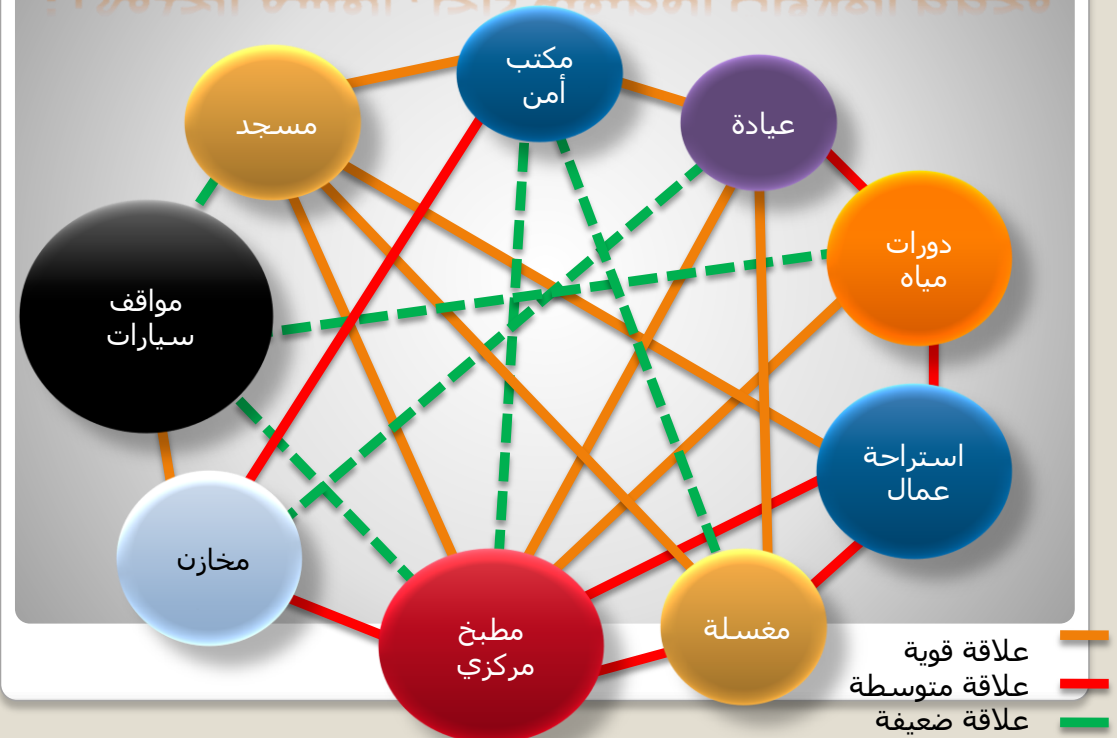 مكتب
أمن
عيادة
مسجد
دورات
مياه
مواقف
سيارات
استراحة
عمال
مخازن
مغسلة
مطبخ
مركزي
علاقة قوية
علاقة متوسطة
علاقة ضعيفة